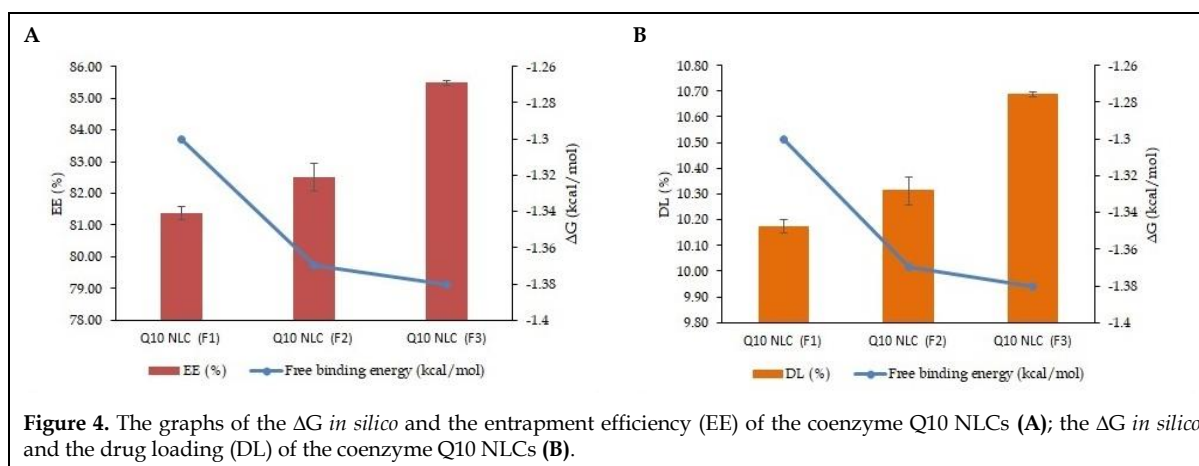 A
86.00
85.00
84.00
83.00
82.00
81.00
80.00
79.00
78.00
EE (%)
-1.26
-1.28
-1.3
-1.32
-1.34
-1.36
-1.38
-1.4
ΔG (kcal/mol)
Q10 NLC (F1)
Q10 NLC (F2)
Q10 NLC (F3)
EE (%)
Free binding energy (kcal/mol)
B
10.80
10.70
10.60
10.50
10.40
10.30
10.20
10.10
10.00
9.90
9.80
DL (%)
-1.26
-1.28
-1.3
-1.32
-1.34
-1.36
-1.38
-1.4
ΔG (kcal/mol)
Q10 NLC (F1)
Q10 NLC (F2)
Q10 NLC (F3)
DL (%)
Free binding energy (kcal/mol)
Figure 4. The graphs of the ΔG in silico and the entrapment efficiency (EE) of the coenzyme Q10 NLCs (A); the ΔG in silico
and the drug loading (DL) of the coenzyme Q10 NLCs (B).